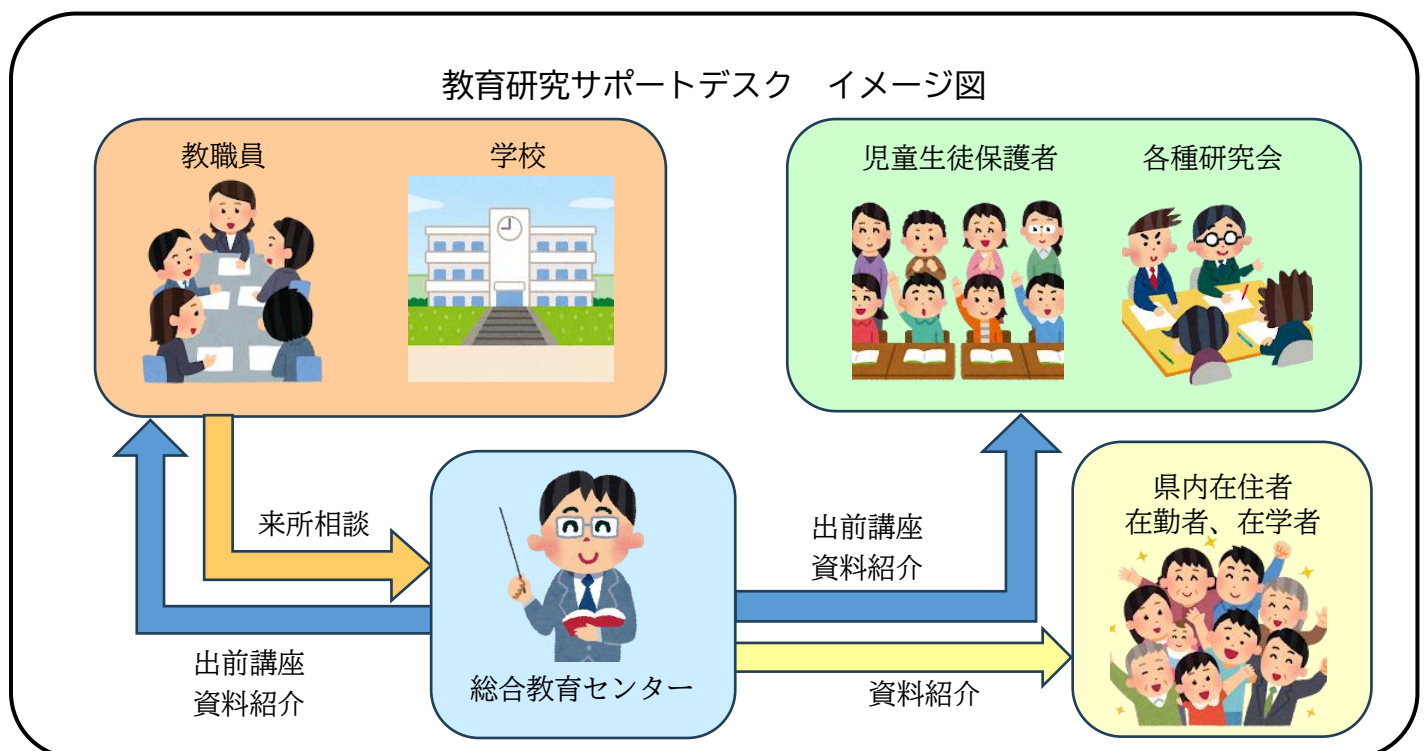 教育研究サポートデスク　イメージ図
教職員
学校
児童生徒保護者
各種研究会
来所相談
出前講座
資料紹介
総合教育センター
出前講座
資料紹介
資料紹介
県内在住者
在勤者、在学者